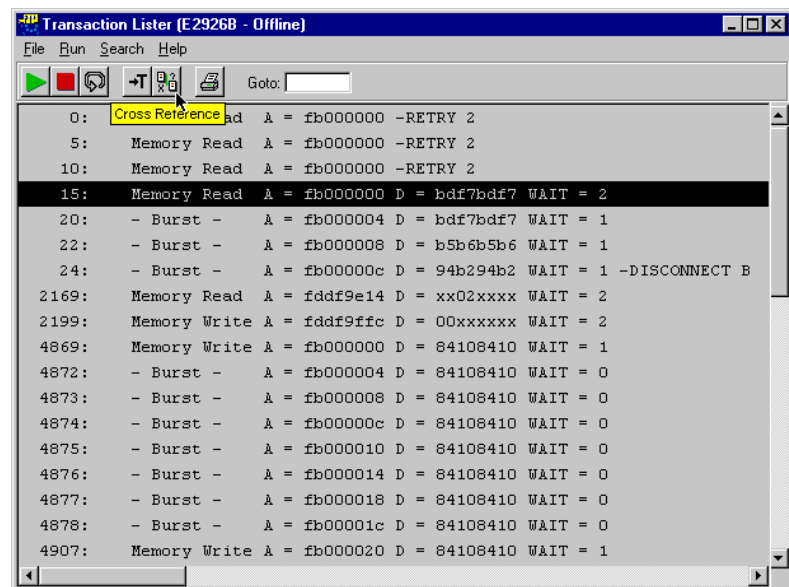 Transaction Lister (E2926B - Offline)
File Run Search Help
→T Goto:
Cross Reference
0: ad A = fb000000 -RETRY 2
5: Memory Read A = fb000000 -RETRY 2
10: Memory Read A = fb000000 -RETRY 2
15: Memory Read A = fb000000 D = bdf7bdf7 WAIT = 2
20: - Burst - A = fb000004 D = bdf7bdf7 WAIT = 1
22: - Burst - A = fb000008 D = b5b6b5b6 WAIT = 1
24: - Burst - A = fb00000c D = 94b294b2 WAIT = 1 -DISCONNECT B
2169: Memory Read A = fddf9e14 D = xx02xxxx WAIT = 2
2199: Memory Write A = fddf9ffc D = 00xxxxxx WAIT = 2
4869: Memory Write A = fb000000 D = 84108410 WAIT = 1
4872: - Burst - A = fb000004 D = 84108410 WAIT = 0
4873: - Burst - A = fb000008 D = 84108410 WAIT = 0
4874: - Burst - A = fb00000c D = 84108410 WAIT = 0
4875: - Burst - A = fb000010 D = 84108410 WAIT = 0
4876: - Burst - A = fb000014 D = 84108410 WAIT = 0
4877: - Burst - A = fb000018 D = 84108410 WAIT = 0
4878: - Burst - A = fb00001c D = 84108410 WAIT = 0
4907: Memory Write A = fb000020 D = 84108410 WAIT = 1